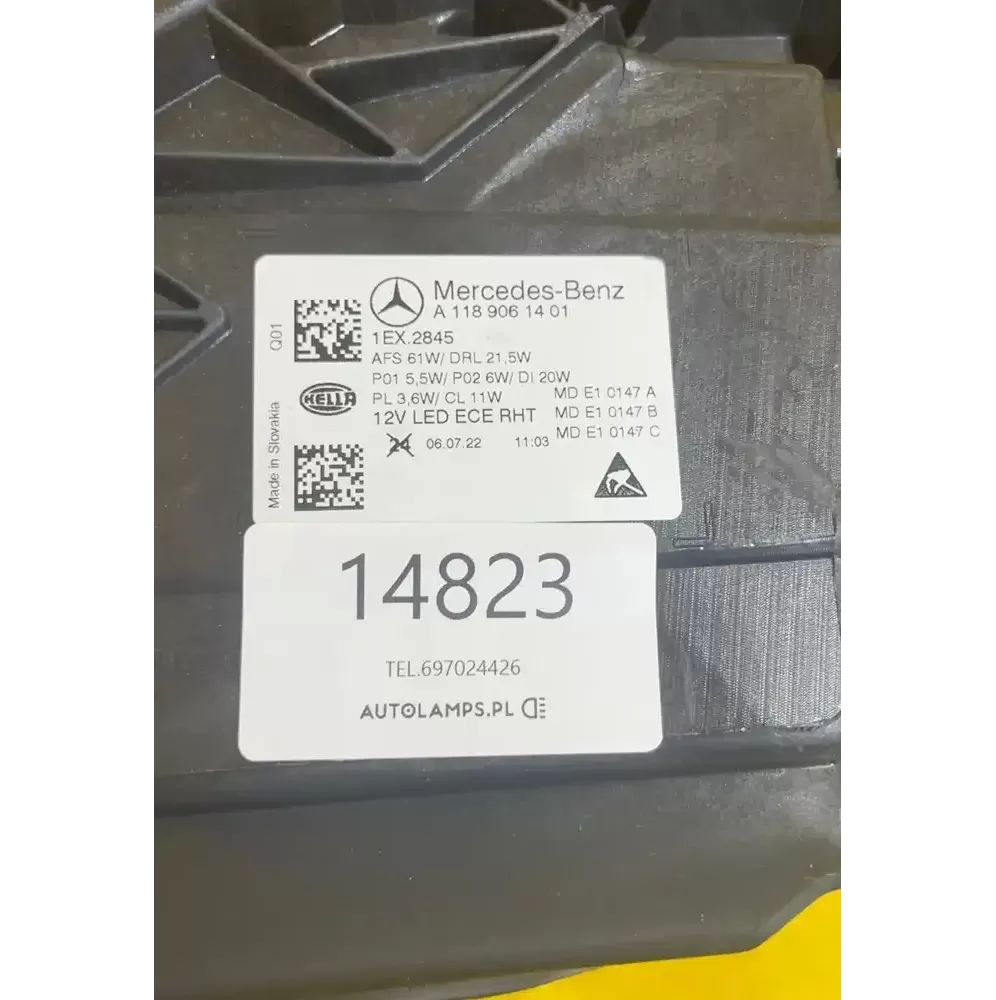 Mercedes-Benz
A 118 906 14 01
Q01
1EX.2845
AFS 61W/ DRL 21,5W
P01 5,5W/ P02 6W/ DI 20W
HELLA
PL 3,6W/ CL 11W
MD E1 0147 A
12V LED ECE RHT
MD E1 0147 B
MD E1 0147 C
24 06.07.22 11:03
Made in Slovakia
14823
TEL.697024426
AUTOLAMPS.PL